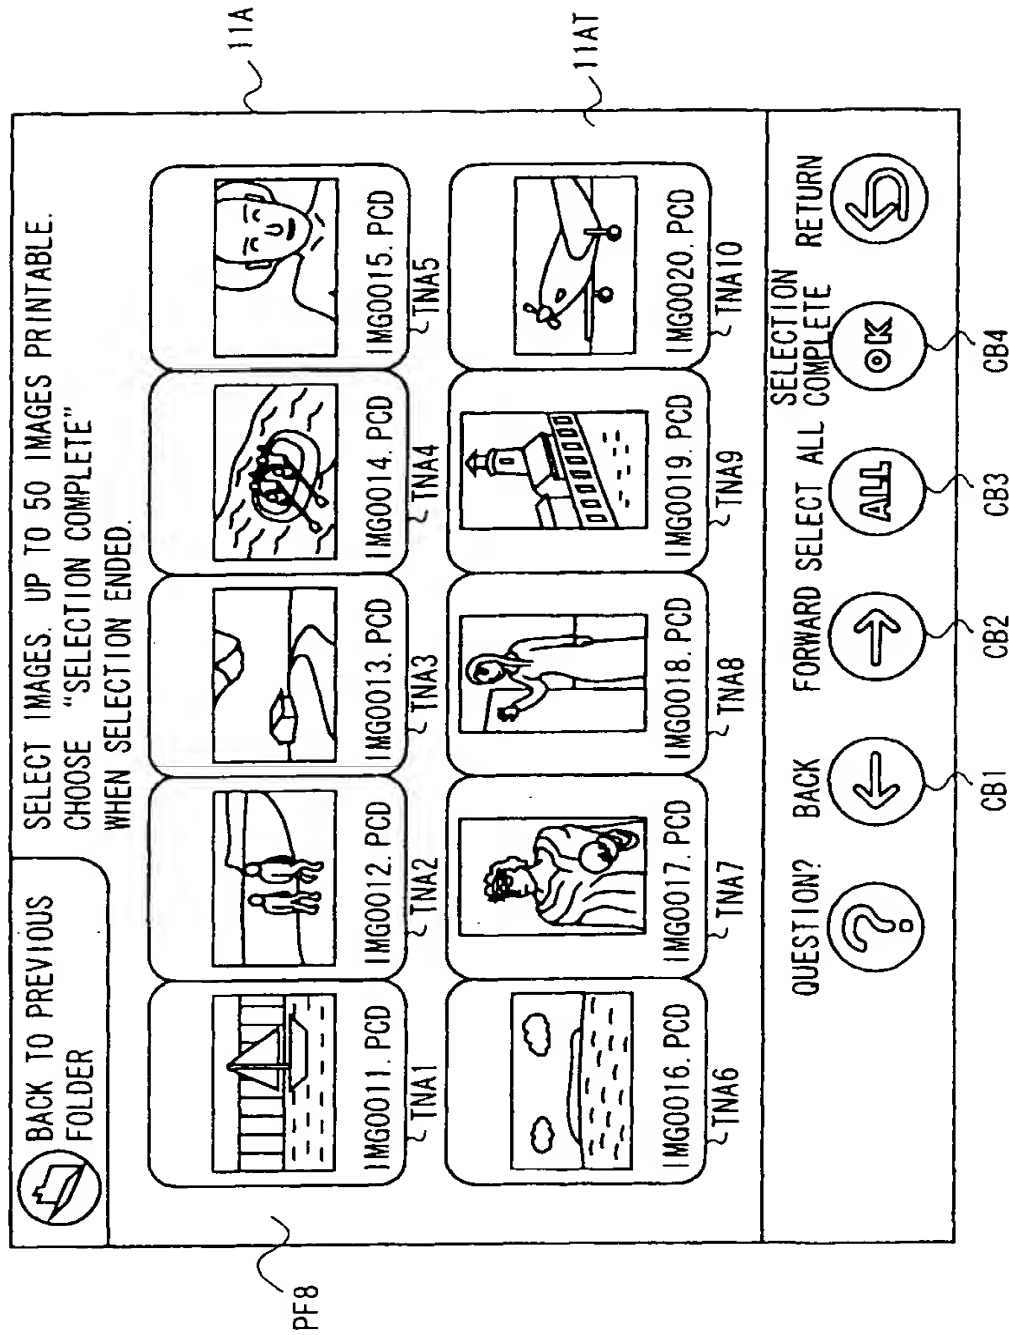 BACK TO PREVIOUS
FOLDER
SELECT IMAGES. UP TO 50 IMAGES PRINTABLE.
CHOOSE "SELECTION COMPLETE"
WHEN SELECTION ENDED.
11A
11AT
PF8
IMG0011. PCD
IMG0012. PCD
IMG0013. PCD
IMG0014. PCD
IMG0015. PCD
TNA1
TNA2
TNA3
TNA4
TNA5
IMG0016. PCD
IMG0017. PCD
IMG0018. PCD
IMG0019. PCD
IMG0020. PCD
TNA6
TNA7
TNA8
TNA9
TNA10
QUESTION?
BACK
FORWARD
SELECT ALL
SELECTION
COMPLETE
RETURN
?
ALL
OK
CB1
CB2
CB3
CB4